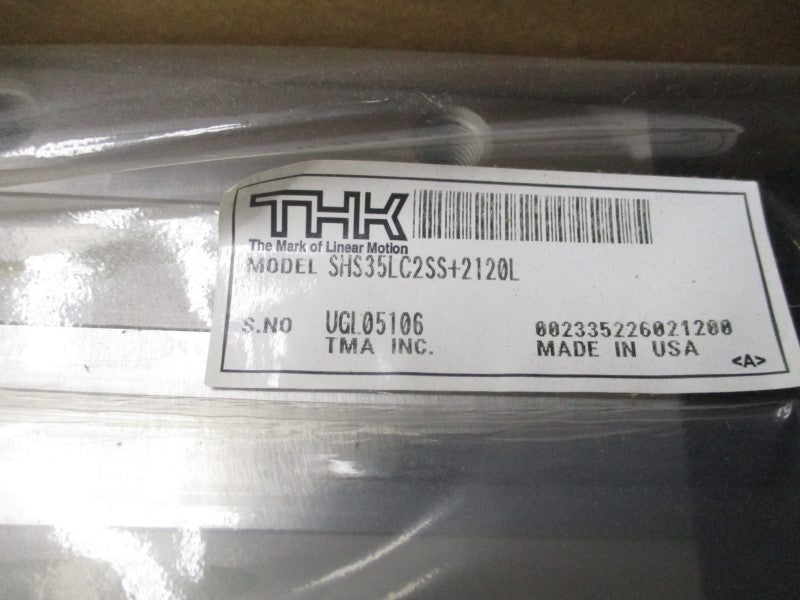 THK
The Mark of Linear Motion
MODEL SHS35LC2SS+2120L
S.NO UGL05106 002335226021200
TMA INC. MADE IN USA
<A>